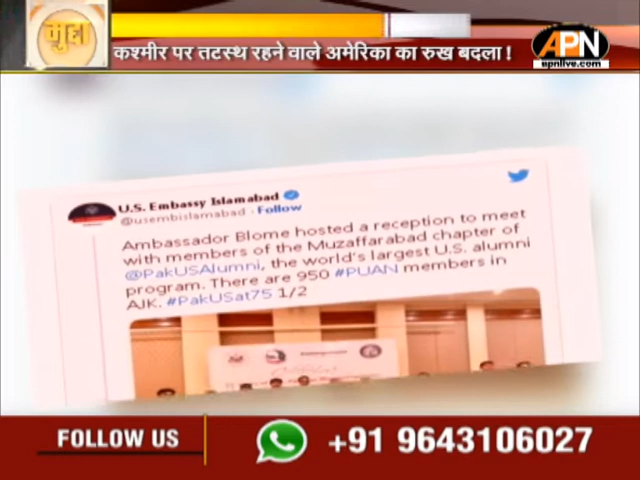 मुद्दा
कश्मीर पर तटस्थ रहने वाले अमेरिका का रुख बदला !
APN
apnlive.com
U.S. Embassy Islamabad
@usembislamabad · Follow
Ambassador Blome hosted a reception to meet
with members of the Muzaffarabad chapter of
@PakUSAlumni, the world's largest U.S. alumni
program. There are 950 #PUAN members in
AJK. #PakUSat75 1/2
FOLLOW US
+91 9643106027